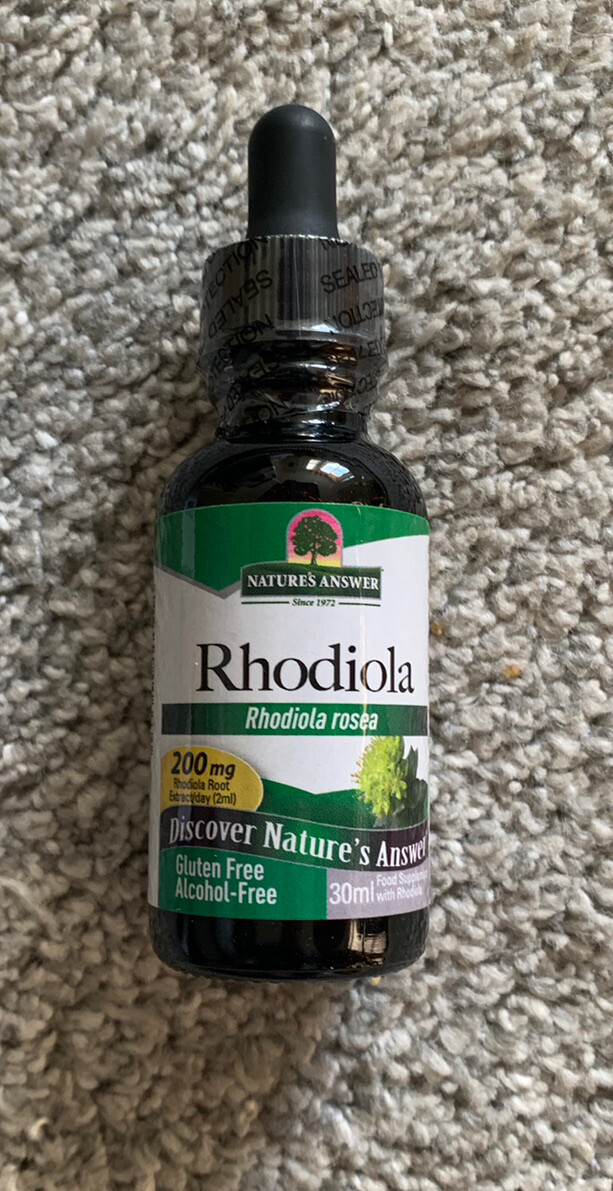 SEALED
SEALED
NATURE'S ANSWER
Since 1972
Rhodiola
Rhodiola rosea
200 mg
Rhodiola Root
Extract/day (2ml)
Discover Nature's Answer
Gluten Free
Alcohol-Free
30ml
Food
with Rhodiola